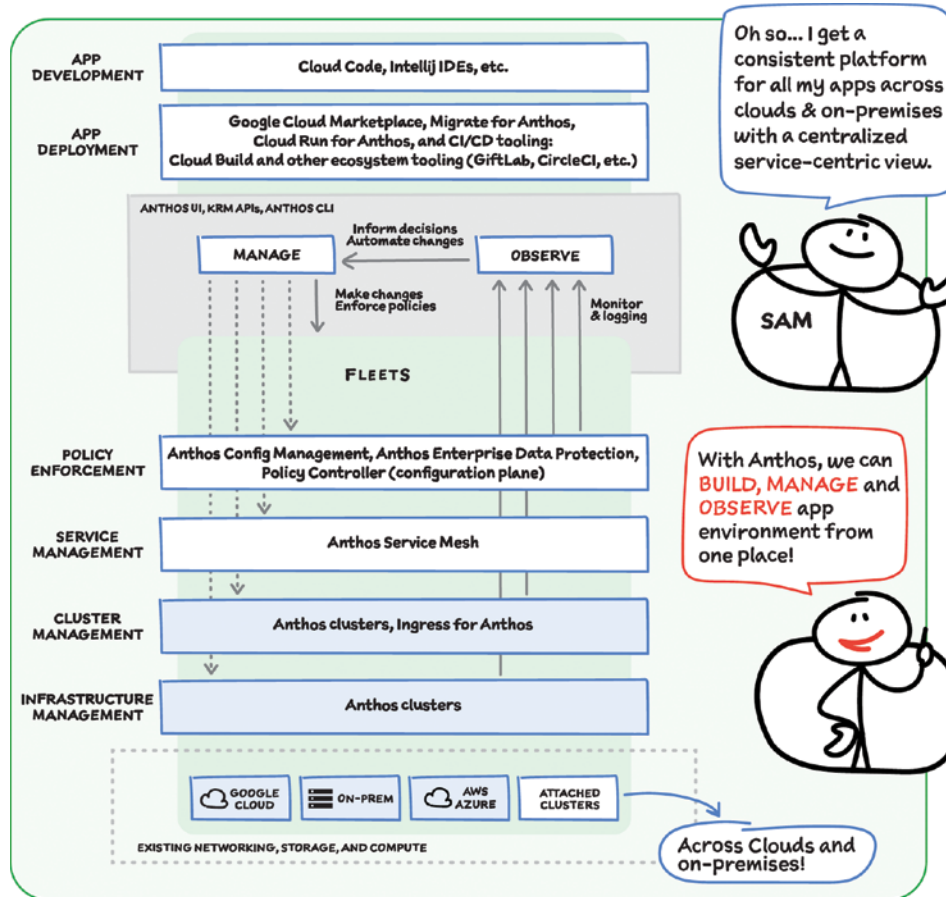 APP
DEVELOPMENT
Cloud Code, Intellij IDEs, etc.
APP
DEPLOYMENT
Google Cloud Marketplace, Migrate for Anthos,
Cloud Run for Anthos, and CI/CD tooling:
Cloud Build and other ecosystem tooling (GiftLab, CircleCI, etc.)
Oh so... I get a
consistent platform
for all my apps across
clouds & on-premises
with a centralized
service-centric view.
SAM
ANTHOS UI, KRM APIs, ANTHOS CLI
MANAGE
Inform decisions
Automate changes
OBSERVE
Make changes
Enforce policies
Monitor
& logging
FLEETS
POLICY
ENFORCEMENT
Anthos Config Management, Anthos Enterprise Data Protection,
Policy Controller (configuration plane)
SERVICE
MANAGEMENT
Anthos Service Mesh
CLUSTER
MANAGEMENT
Anthos clusters, Ingress for Anthos
INFRASTRUCTURE
MANAGEMENT
Anthos clusters
With Anthos, we can
BUILD, MANAGE and
OBSERVE app
environment from
one place!
GOOGLE
CLOUD
ON-PREM
AWS
AZURE
ATTACHED
CLUSTERS
EXISTING NETWORKING, STORAGE, AND COMPUTE
Across Clouds and
on-premises!